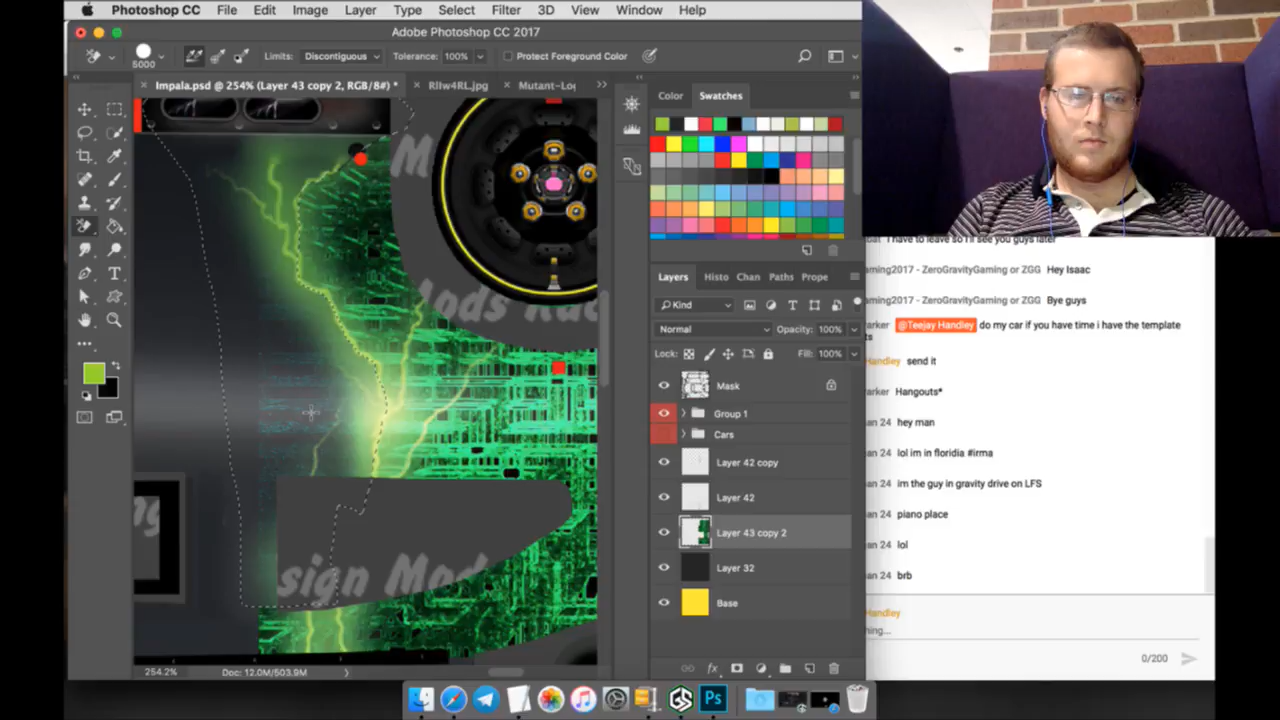 Photoshop CC File Edit Image Layer Type Select Filter 3D View Window Help
Adobe Photoshop CC 2017
5000 Limits: Discontiguous Tolerance: 100% Protect Foreground Color
Impala.psd @ 254% (Layer 43 copy 2, RGB/8#) * RIlw4RL.jpg Mutant-Lo
Color Swatches
Layers Histo Chan Paths Prope
Kind
Normal Opacity: 100%
Lock: Fill: 100%
Mask
Group 1
Cars
Layer 42 copy
Layer 42
Layer 43 copy 2
Layer 32
Base
sign Mod
254.2% Doc: 12.0M/503.9M
I have to leave so I'll see you guys later
aming2017 - ZeroGravityGaming or ZGG Hey Isaac
aming2017 - ZeroGravityGaming or ZGG Bye guys
arker @Teejay Handley do my car if you have time i have the template
ts
Handley send it
arker Hangouts*
an 24 hey man
an 24 lol im in floridia #irma
an 24 im the guy in gravity drive on LFS
an 24 piano place
an 24 lol
an 24 brb
Handley
hing...
0/200